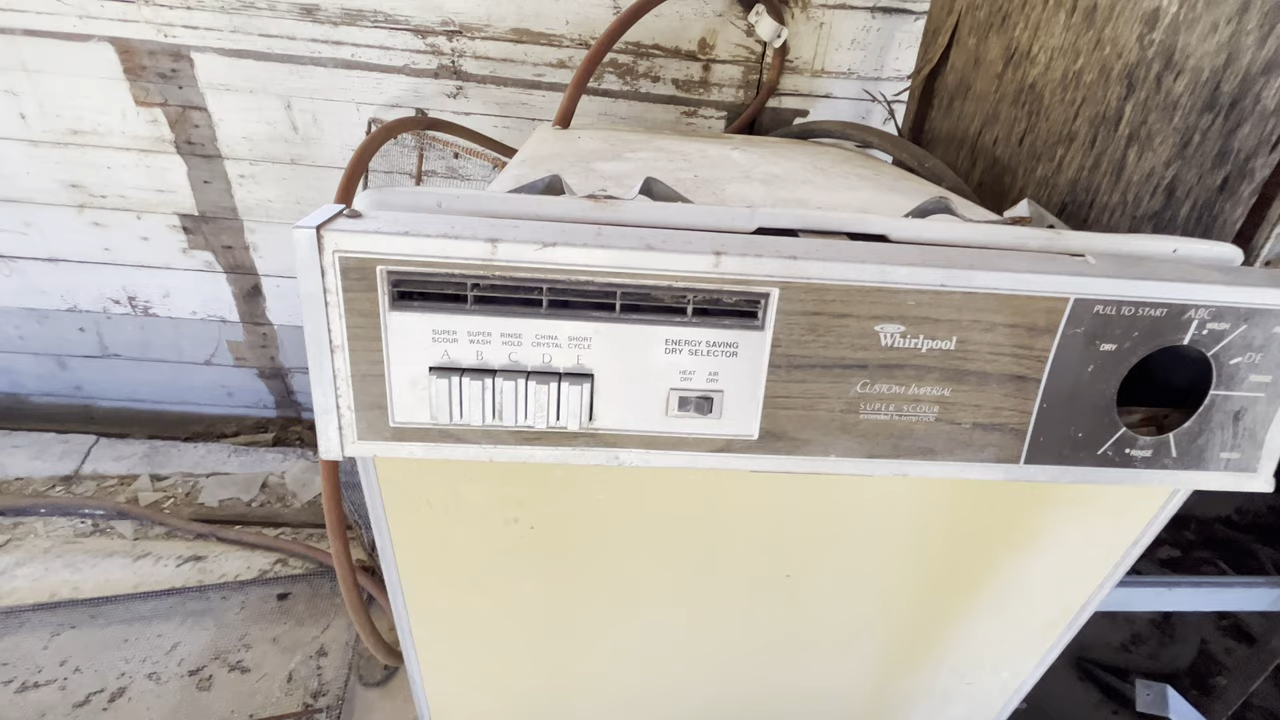 SUPER SCOUR
SUPER WASH
RINSE HOLD
CHINA CRYSTAL
SHORT CYCLE
A B C D E
ENERGY SAVING
DRY SELECTOR
HEAT DRY
AIR DRY
Whirlpool
CUSTOM IMPERIAL
SUPER SCOUR
extended hi-temp cycle
PULL TO START
ABC
WASH
DRY
DE
RINSE